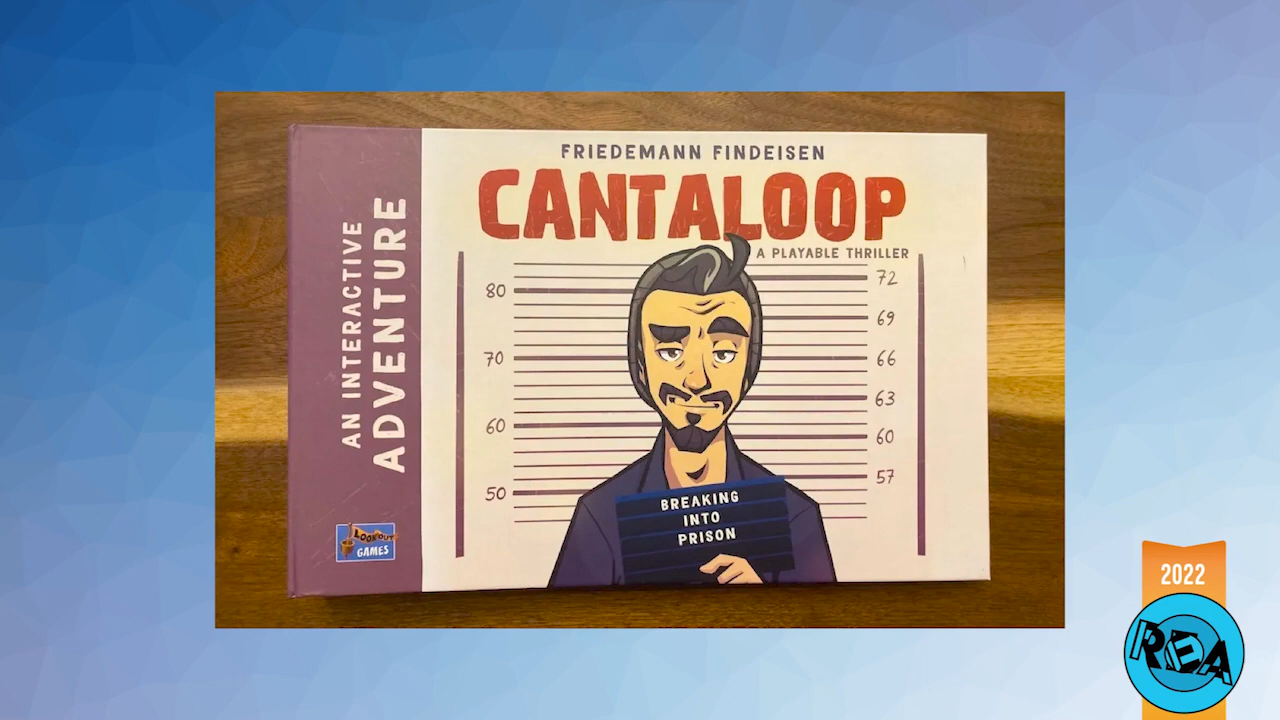 FRIEDEMANN FINDEISEN
CANTALOOP
A PLAYABLE THRILLER
AN INTERACTIVE
ADVENTURE
80
70
60
50
72
69
66
63
60
57
BREAKING
INTO
PRISON
LOOKOUT
GAMES
2022
REA